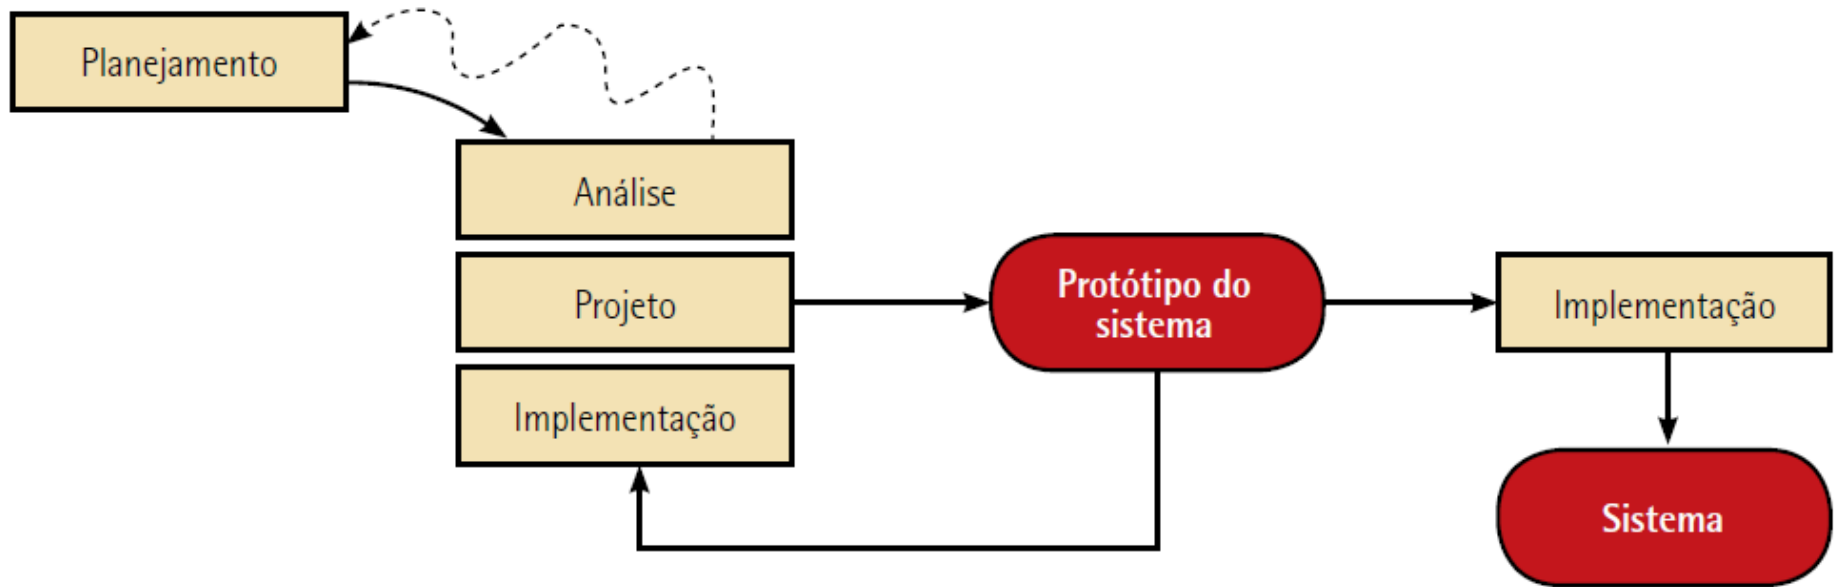 Planejamento
Análise
Projeto
Implementação
Protótipo do
sistema
Implementação
Sistema